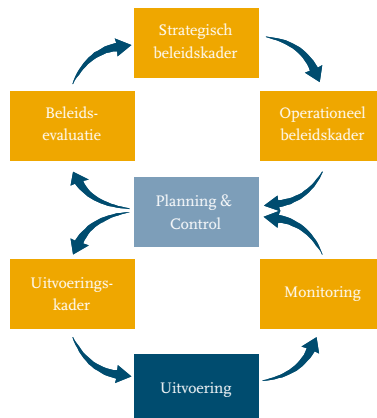 Strategisch
beleidskader
Beleids-
evaluatie
Operationeel
beleidskader
Planning &
Control
Uitvoerings-
kader
Monitoring
Uitvoering